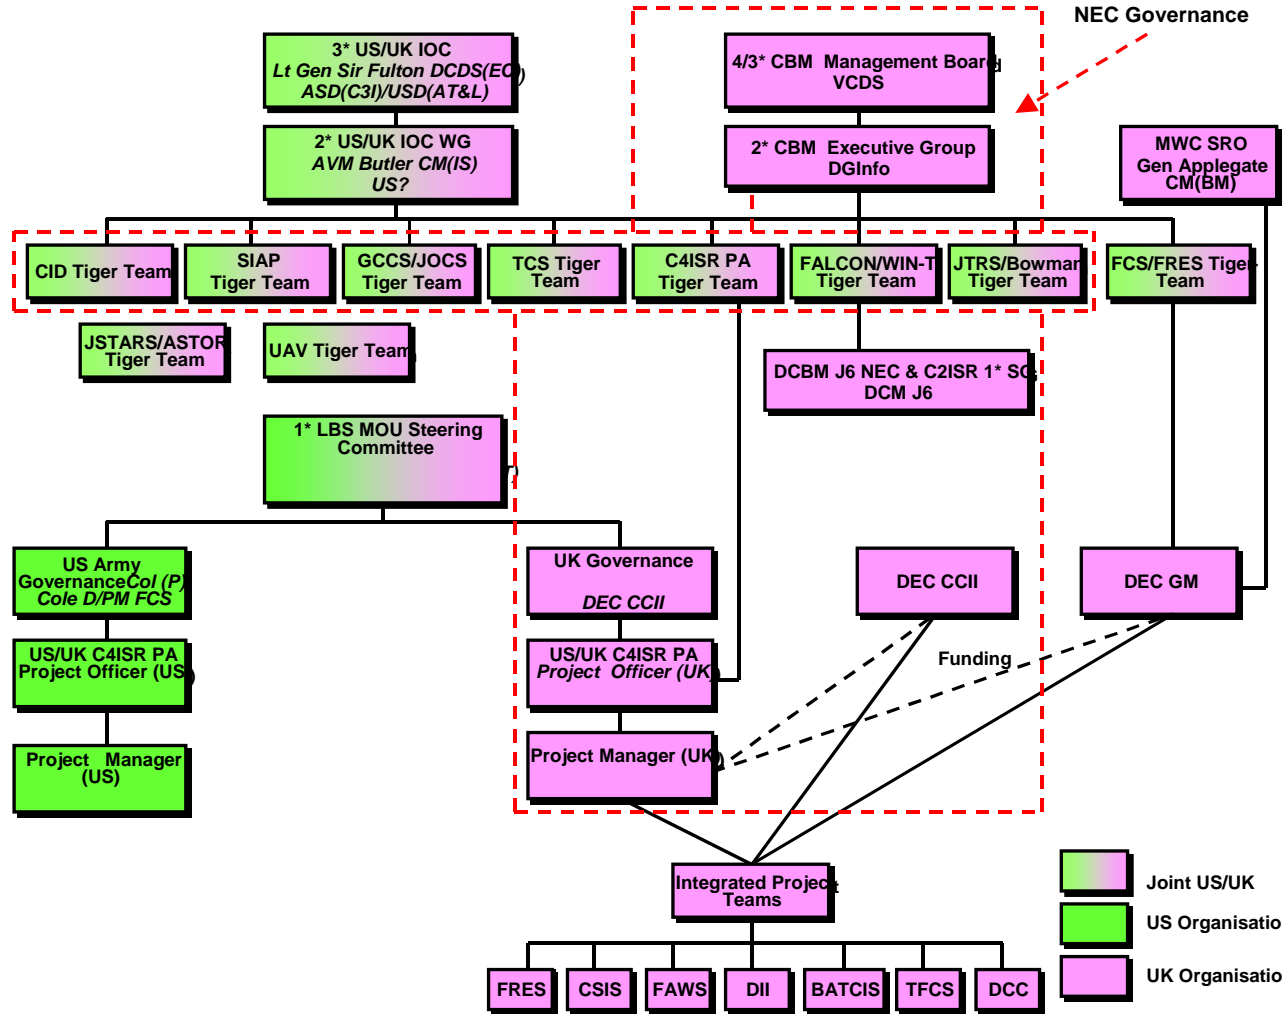 NEC Governance
3* US/UK IOC
Lt Gen Sir Fulton DCDS(EC)
ASD(C3I)/USD(AT&L)
4/3* CBM Management Board
VCDS
2* US/UK IOC WG
AVM Butler CM(IS)
US?
2* CBM Executive Group
DGInfo
MWC SRO
Gen Applegate
CM(BM)
CID Tiger Team
SIAP
Tiger Team
GCCS/JOCS
Tiger Team
TCS Tiger
Team
C4ISR PA
Tiger Team
FALCON/WIN-T
Tiger Team
JTRS/Bowman
Tiger Team
FCS/FRES Tiger
Team
JSTARS/ASTOR
Tiger Team
UAV Tiger Team
DCBM J6 NEC & C2ISR 1* SG
DCM J6
1* LBS MOU Steering
Committee
T)
US Army
GovernanceCol (P)
Cole D/PM FCS
UK Governance
DEC CCII
DEC CCII
DEC GM
US/UK C4ISR PA
Project Officer (US)
US/UK C4ISR PA
Project Officer (UK)
Funding
Project Manager
(US)
Project Manager (UK)
Integrated Project
Teams
Joint US/UK
US Organisatio
UK Organisatio
FRES
CSIS
FAWS
DII
BATCIS
TFCS
DCC